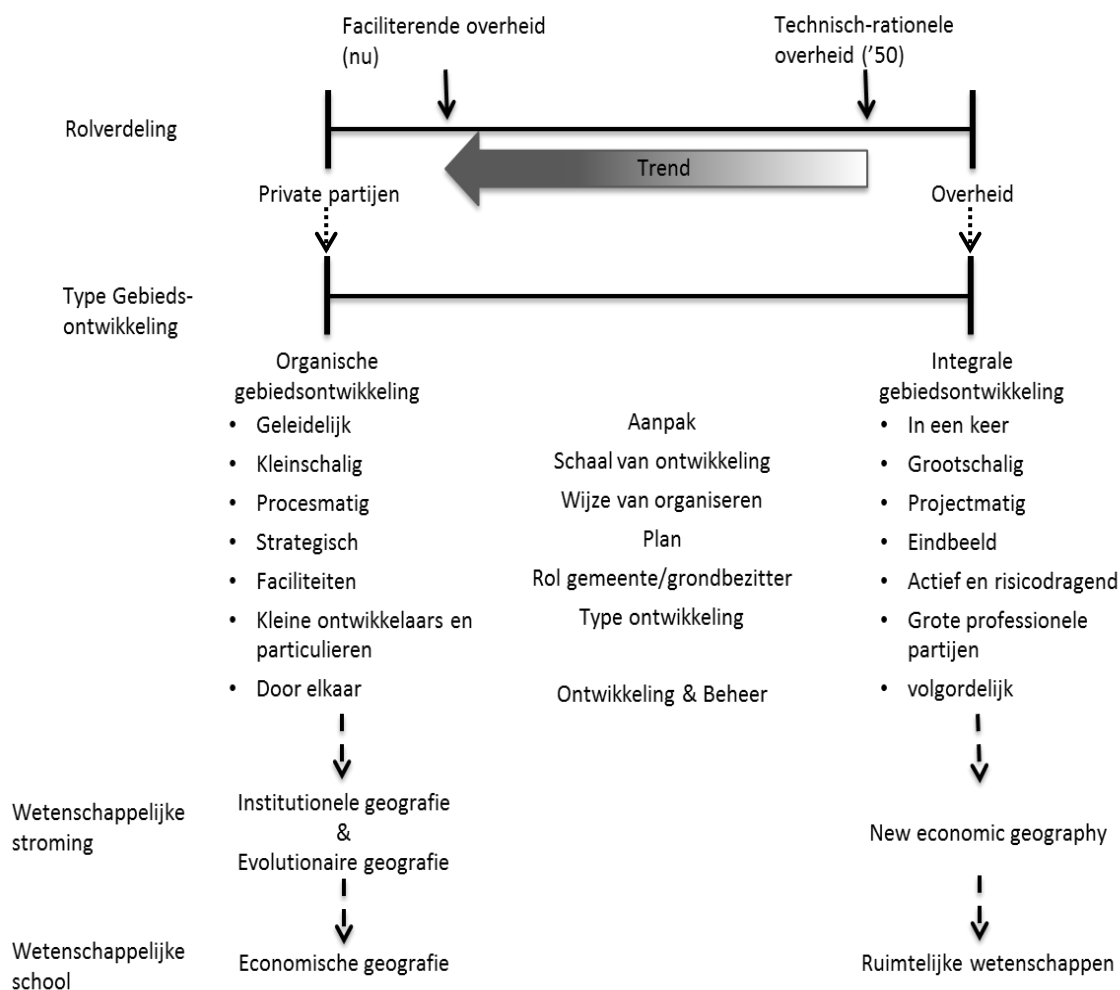 Faciliterende overheid
(nu)
Technisch-rationele
overheid ('50)
Rolverdeling
Trend
Private partijen
Overheid
Type Gebieds-
ontwikkeling
Organische
gebiedsontwikkeling
Integrale
gebiedsontwikkeling
• Geleidelijk
Aanpak
• In een keer
• Kleinschalig
Schaal van ontwikkeling
• Grootschalig
• Procesmatig
Wijze van organiseren
• Projectmatig
• Strategisch
Plan
• Eindbeeld
• Faciliteiten
Rol gemeente/grondbezitter
• Actief en risicodragend
• Kleine ontwikkelaars en
particulieren
Type ontwikkeling
• Grote professionele
partijen
• Door elkaar
Ontwikkeling & Beheer
• volgordelijk
Wetenschappelijke
stroming
Institutionele geografie
&
Evolutionaire geografie
New economic geography
Wetenschappelijke
school
Economische geografie
Ruimtelijke wetenschappen